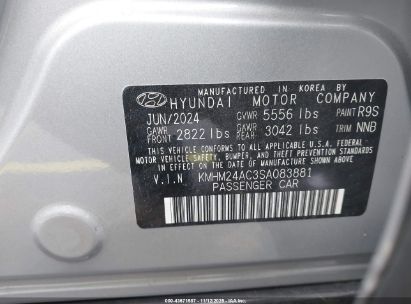 MANUFACTURED IN KOREA BY
HYUNDAI MOTOR COMPANY
JUN/2024 GVWR 5556 lbs PAINT R9S
GAWR FRONT 2822 lbs GAWR REAR 3042 lbs TRIM NNB
THIS VEHICLE CONFORMS TO ALL APPLICABLE U.S. FEDERAL
MOTOR VEHICLE SAFETY, BUMPER, AND THEFT PREVENTION STANDARDS
IN EFFECT ON THE DATE OF MANUFACTURE SHOWN ABOVE. MADE IN U.S.A.
V.I.N. KMHM24AC3SA083881
PASSENGER CAR